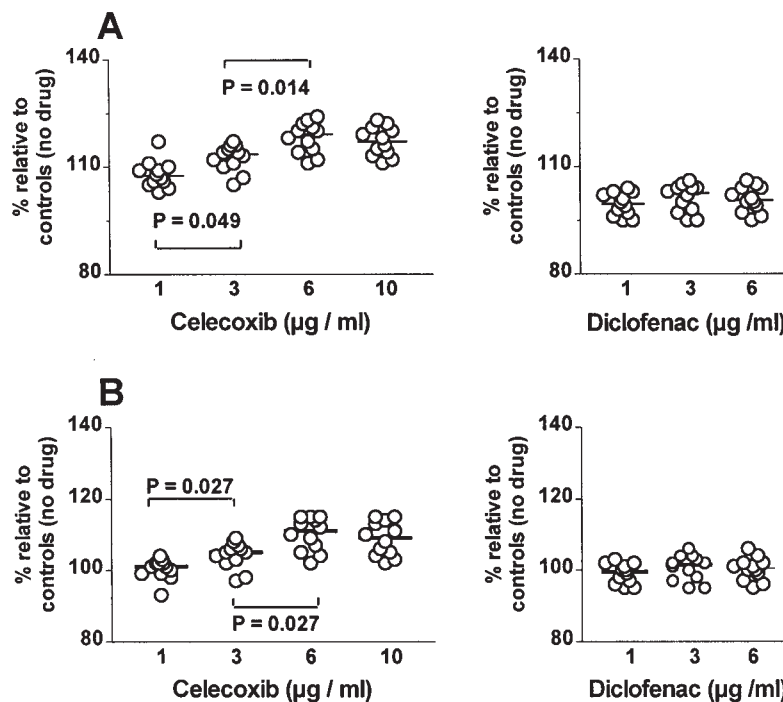 A
% relative to
controls (no drug)
140
110
80
P = 0.014
P = 0.049
1 3 6 10
Celecoxib (µg / ml)
% relative to
controls (no drug)
140
110
80
1 3 6
Diclofenac (µg /ml)
B
% relative to
controls (no drug)
140
120
100
80
P = 0.027
P = 0.027
1 3 6 10
Celecoxib (µg / ml)
% relative to
controls (no drug)
140
120
100
80
1 3 6
Diclofenac (µg /ml)